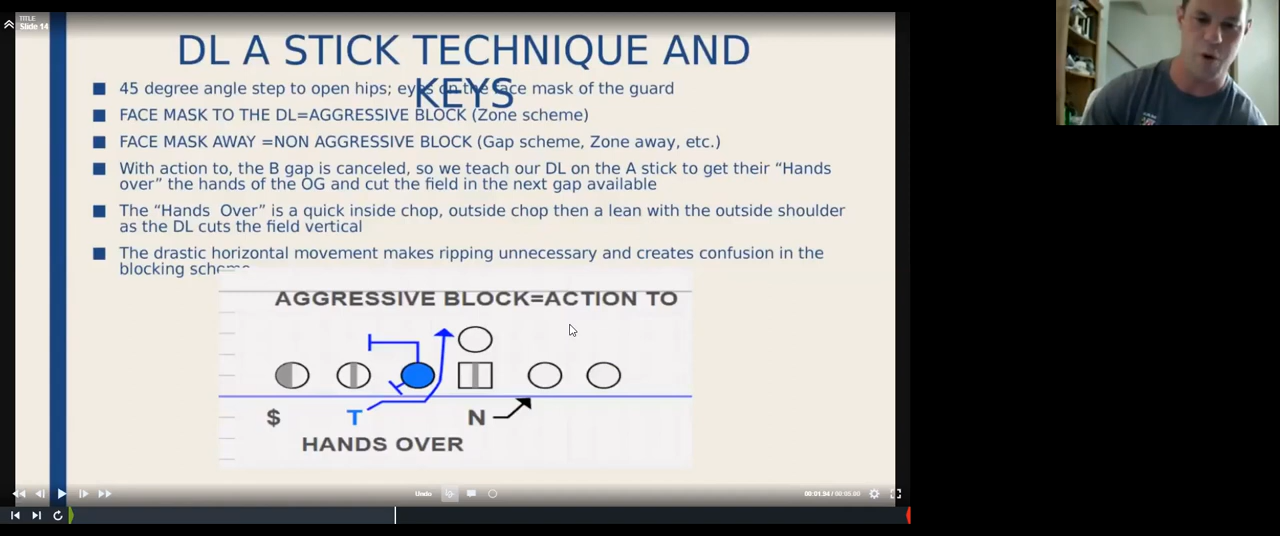 TITLE
Slide 14
DL A STICK TECHNIQUE AND
KEYS
45 degree angle step to open hips; eyes on the face mask of the guard
FACE MASK TO THE DL=AGGRESSIVE BLOCK (Zone scheme)
FACE MASK AWAY =NON AGGRESSIVE BLOCK (Gap scheme, Zone away, etc.)
With action to, the B gap is canceled, so we teach our DL on the A stick to get their “Hands
over” the hands of the OG and cut the field in the next gap available
The “Hands Over” is a quick inside chop, outside chop then a lean with the outside shoulder
as the DL cuts the field vertical
The drastic horizontal movement makes ripping unnecessary and creates confusion in the
blocking scheme
AGGRESSIVE BLOCK=ACTION TO
$ T N
HANDS OVER
Undo